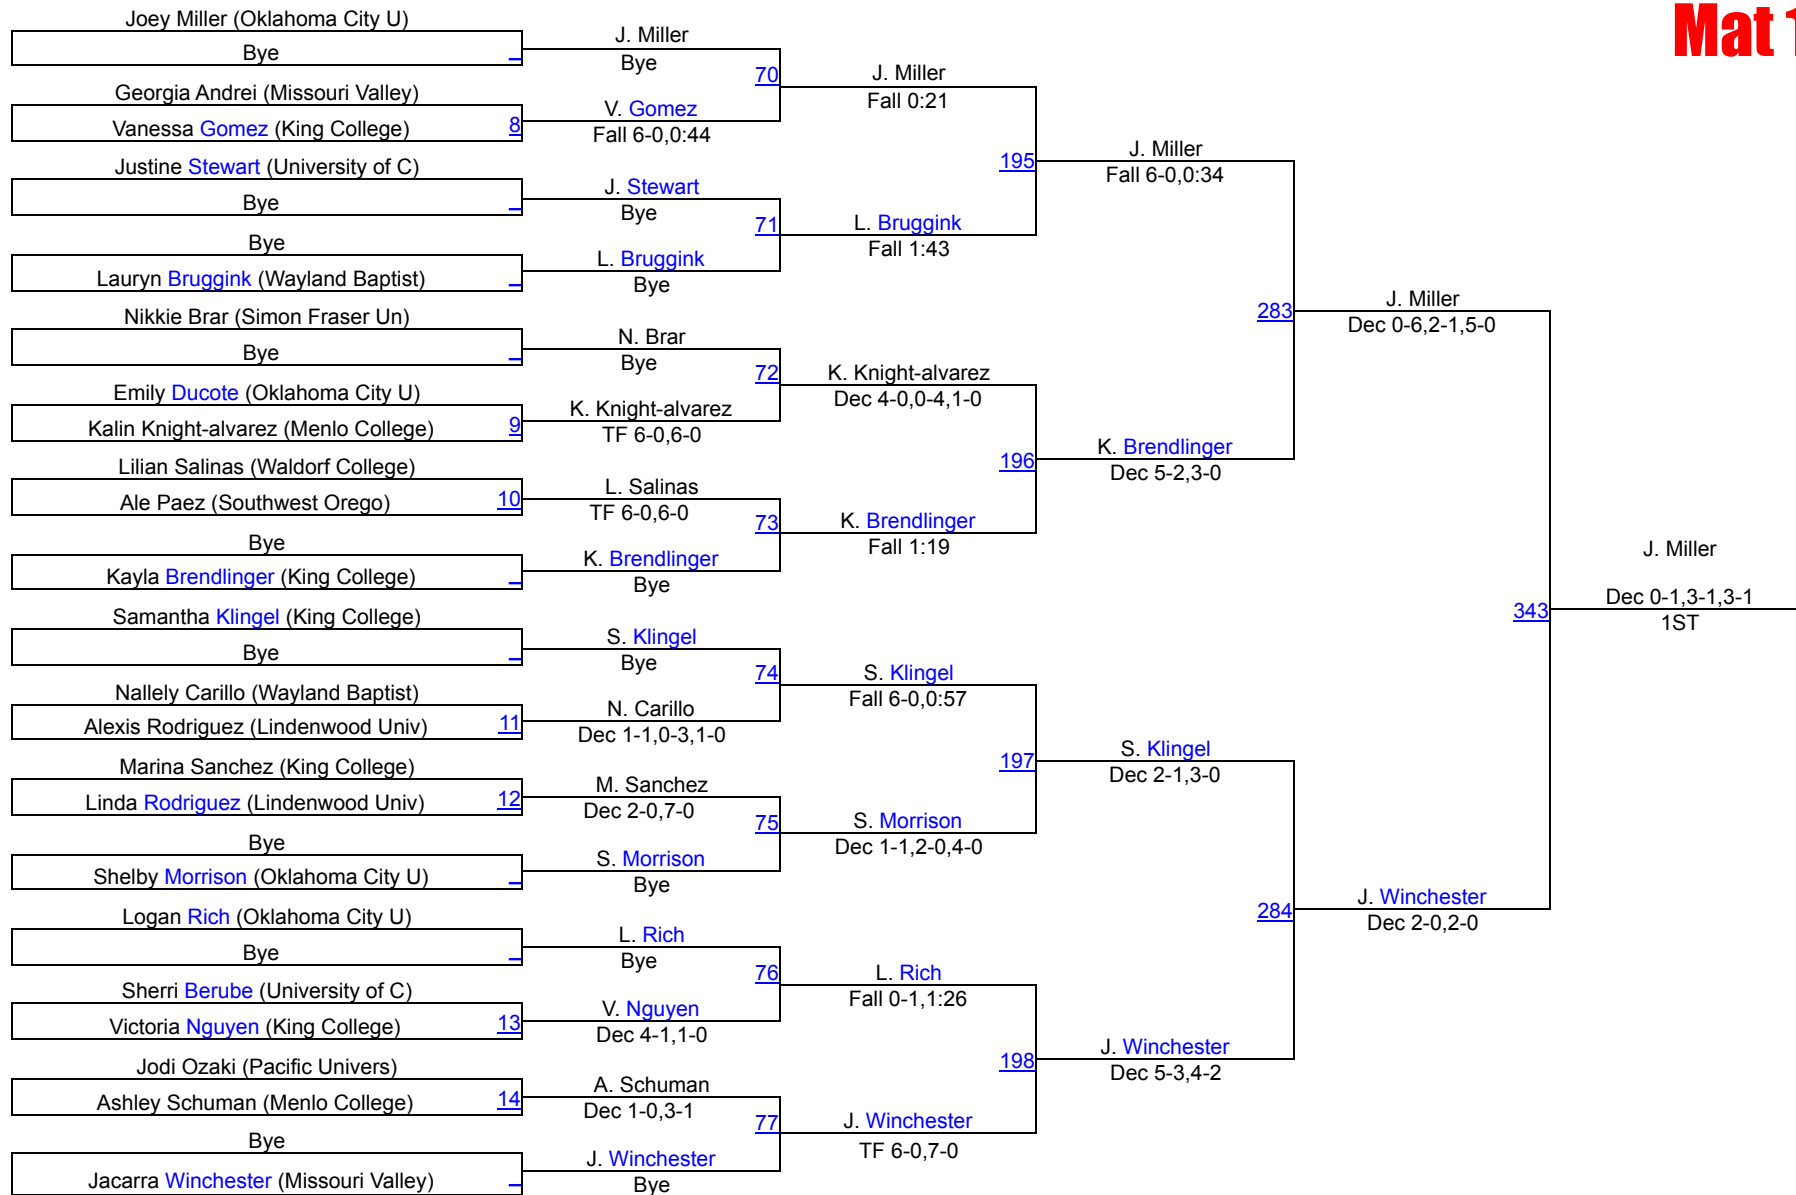 Mat 1
Joey Miller (Oklahoma City U)
Bye
Georgia Andrei (Missouri Valley)
Vanessa Gomez (King College) 8
Justine Stewart (University of C)
Bye
Bye
Lauryn Bruggink (Wayland Baptist)
Nikkie Brar (Simon Fraser Un)
Bye
Emily Ducote (Oklahoma City U)
Kalin Knight-alvarez (Menlo College) 9
Lilian Salinas (Waldorf College)
Ale Paez (Southwest Orego) 10
Bye
Kayla Brendlinger (King College)
Samantha Klingel (King College)
Bye
Nallely Carillo (Wayland Baptist)
Alexis Rodriguez (Lindenwood Univ) 11
Marina Sanchez (King College)
Linda Rodriguez (Lindenwood Univ) 12
Bye
Shelby Morrison (Oklahoma City U)
Logan Rich (Oklahoma City U)
Bye
Sherri Berube (University of C)
Victoria Nguyen (King College) 13
Jodi Ozaki (Pacific Univers)
Ashley Schuman (Menlo College) 14
Bye
Jacarra Winchester (Missouri Valley)
J. Miller
Bye
70
V. Gomez
Fall 6-0,0:44
J. Stewart
Bye
71
L. Bruggink
Bye
N. Brar
Bye
72
K. Knight-alvarez
TF 6-0,6-0
L. Salinas
TF 6-0,6-0
73
K. Brendlinger
Bye
S. Klingel
Bye
74
N. Carillo
Dec 1-1,0-3,1-0
M. Sanchez
Dec 2-0,7-0
75
S. Morrison
Bye
L. Rich
Bye
76
V. Nguyen
Dec 4-1,1-0
A. Schuman
Dec 1-0,3-1
77
J. Winchester
Bye
J. Miller
Fall 0:21
195
L. Bruggink
Fall 1:43
K. Knight-alvarez
Dec 4-0,0-4,1-0
196
K. Brendlinger
Fall 1:19
S. Klingel
Fall 6-0,0:57
197
S. Morrison
Dec 1-1,2-0,4-0
L. Rich
Fall 0-1,1:26
198
J. Winchester
TF 6-0,7-0
J. Miller
Fall 6-0,0:34
283
K. Brendlinger
Dec 5-2,3-0
S. Klingel
Dec 2-1,3-0
284
J. Winchester
Dec 5-3,4-2
J. Miller
Dec 0-6,2-1,5-0
343
J. Winchester
Dec 2-0,2-0
J. Miller
Dec 0-1,3-1,3-1
1ST